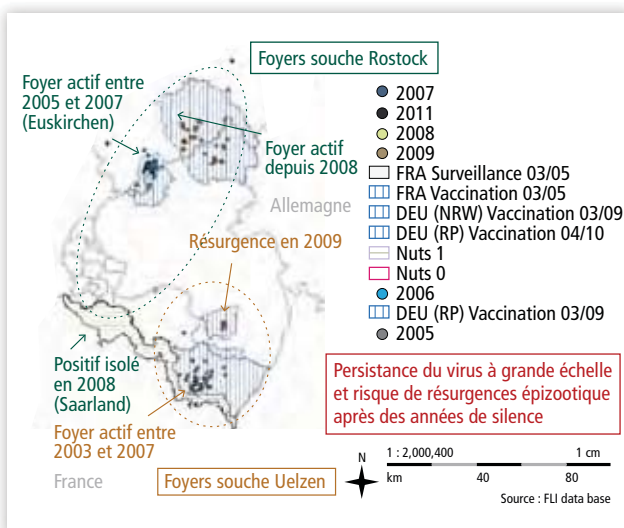 Foyers souche Rostock
Foyer actif entre
2005 et 2007
(Euskirchen)
Foyer actif
depuis 2008
Allemagne
Résurgence en 2009
Positif isolé
en 2008
(Saarland)
Foyer actif entre
2003 et 2007
France
Foyers souche Uelzen
2007
2011
2008
2009
FRA Surveillance 03/05
FRA Vaccination 03/05
DEU (NRW) Vaccination 03/09
DEU (RP) Vaccination 04/10
Nuts 1
Nuts 0
2006
DEU (RP) Vaccination 03/09
2005
Persistance du virus à grande échelle
et risque de résurgences épizootique
après des années de silence
N
1 : 2,000,400 1 cm
km 40 80
Source : FLI data base